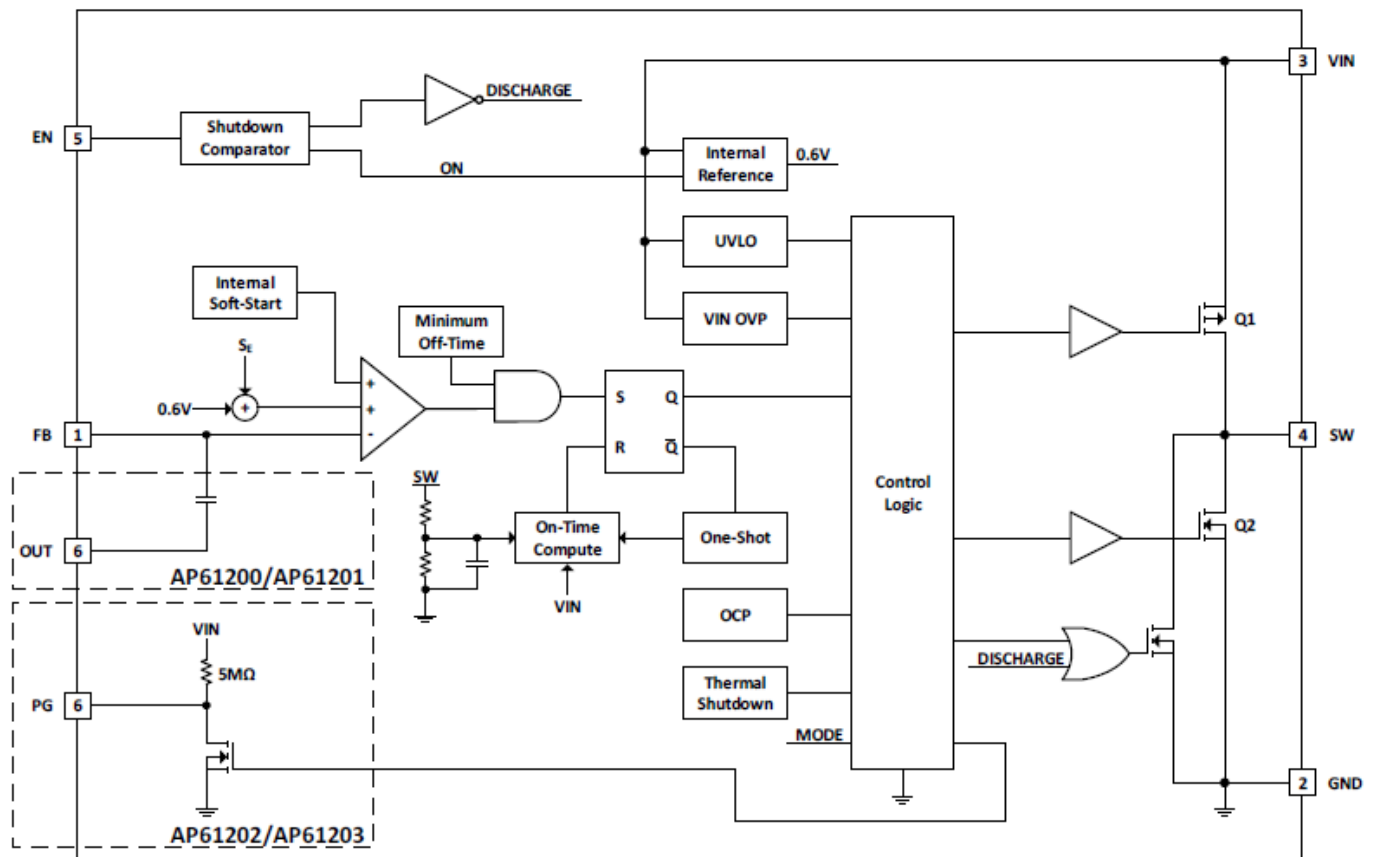 3 VIN
DISCHARGE
EN 5
Shutdown
Comparator
ON
Internal
Reference
0.6V
UVLO
Internal
Soft-Start
Minimum
Off-Time
VIN OVP
Q1
SE
+
0.6V
+
+
-
S Q
R Q̅
FB 1
4 SW
SW
Control
Logic
On-Time
Compute
One-Shot
Q2
OUT 6
AP61200/AP61201
VIN
OCP
VIN
5MΩ
DISCHARGE
Thermal
Shutdown
PG 6
MODE
2 GND
AP61202/AP61203